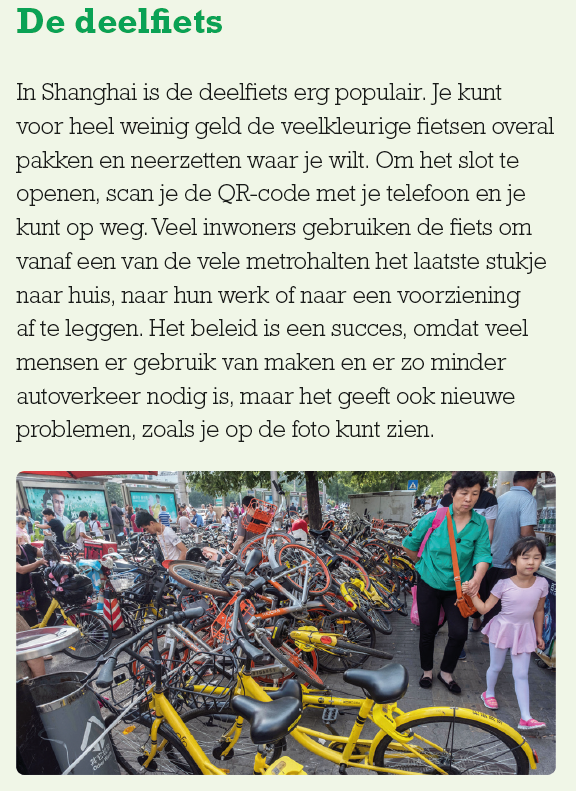 De deelfiets
In Shanghai is de deelfiets erg populair. Je kunt
voor heel weinig geld de veelkleurige fietsen overal
pakken en neerzetten waar je wilt. Om het slot te
openen, scan je de QR-code met je telefoon en je
kunt op weg. Veel inwoners gebruiken de fiets om
vanaf een van de vele metrohalten het laatste stukje
naar huis, naar hun werk of naar een voorziening
af te leggen. Het beleid is een succes, omdat veel
mensen er gebruik van maken en er zo minder
autoverkeer nodig is, maar het geeft ook nieuwe
problemen, zoals je op de foto kunt zien.